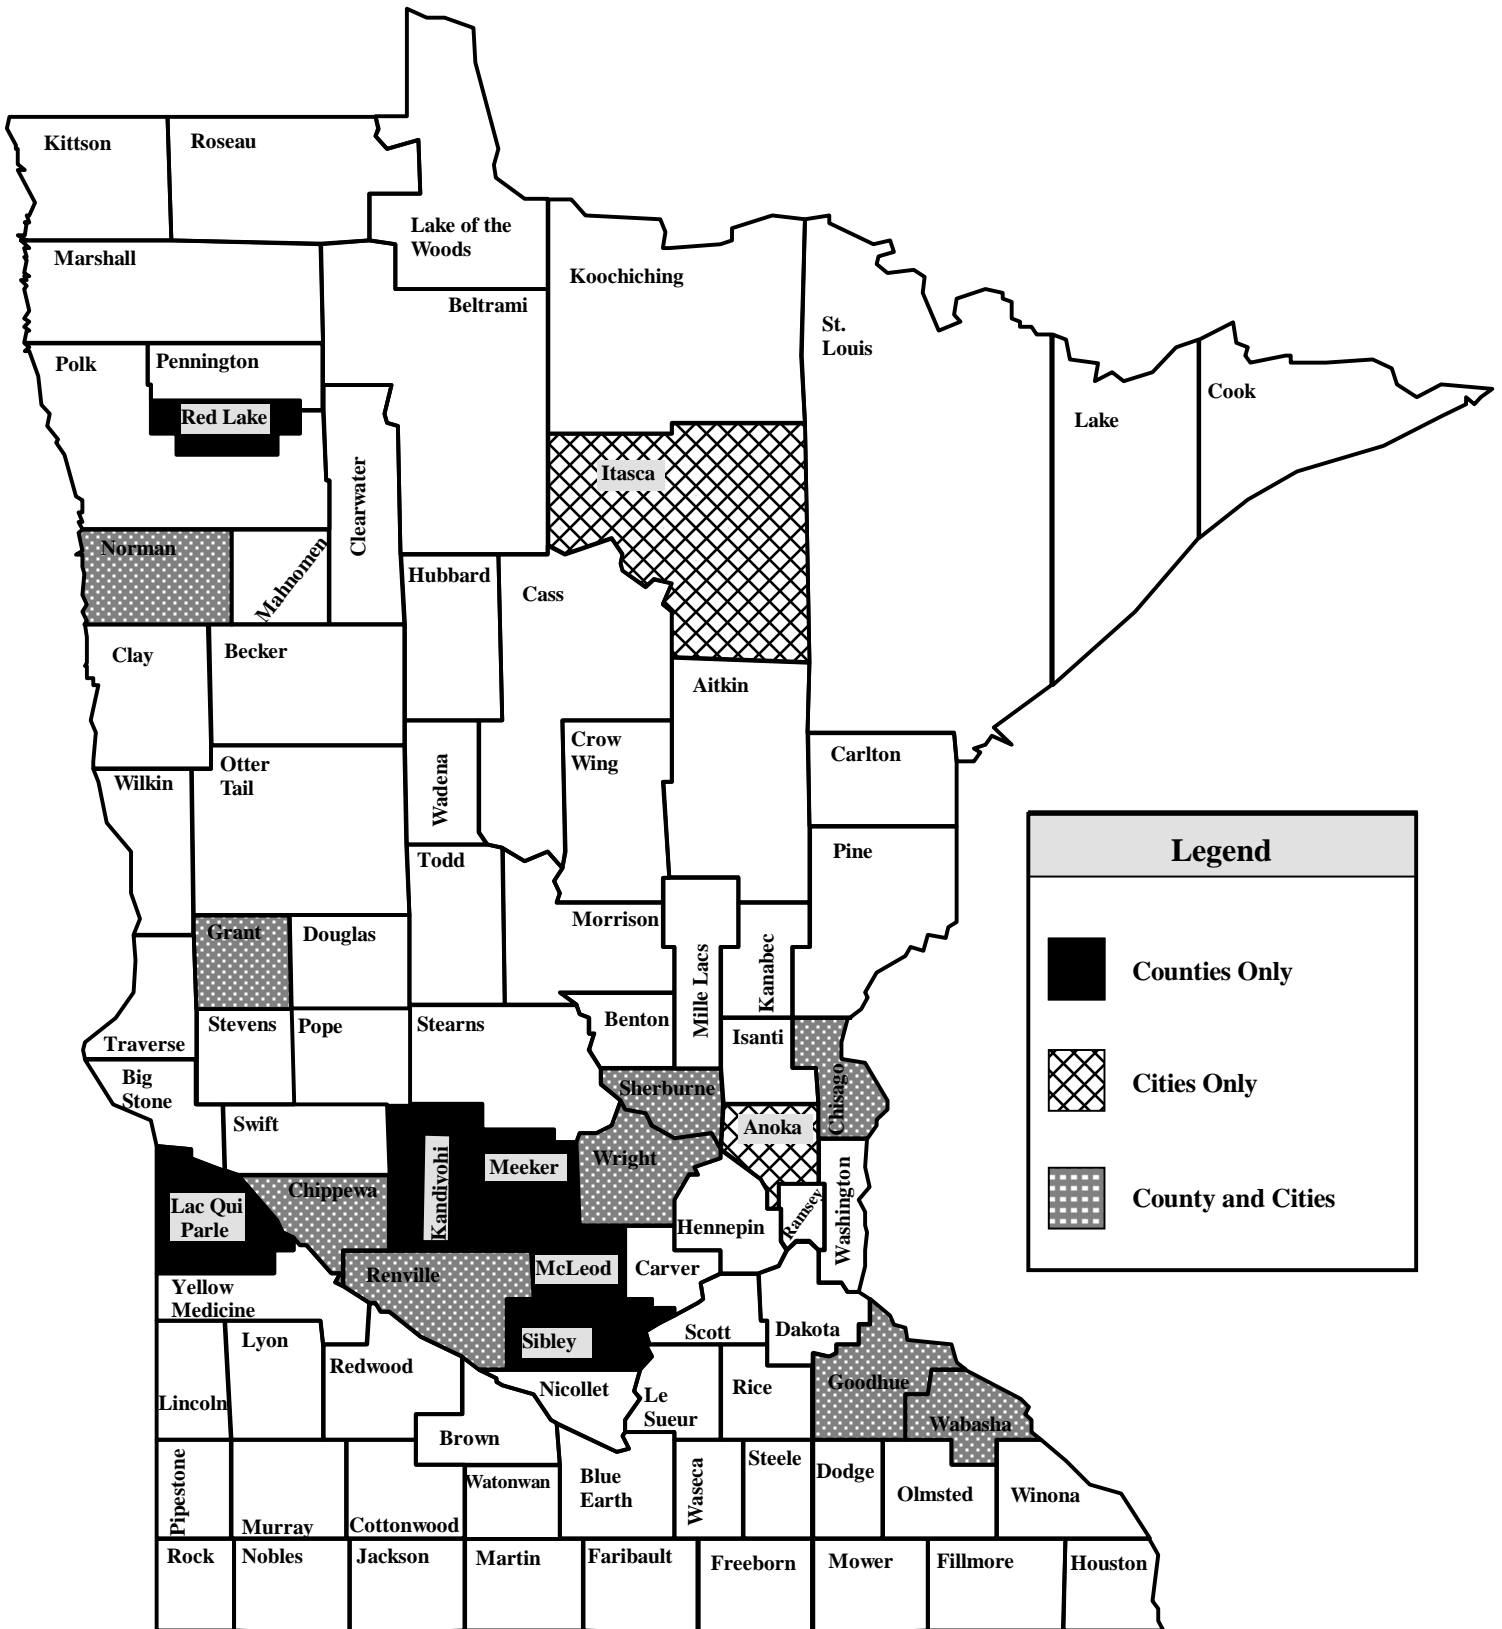 Kittson
Roseau
Lake of the
Woods
Marshall
Koochiching
Beltrami
St.
Louis
Polk
Pennington
Cook
Red Lake
Lake
Itasca
Clearwater
Norman
Mahnomen
Hubbard
Cass
Clay
Becker
Aitkin
Crow
Wing
Carlton
Otter
Tail
Wilkin
Wadena
Todd
Pine
Legend
Morrison
Grant
Douglas
Mille Lacs
Kanabec
Counties Only
Stevens
Pope
Stearns
Benton
Isanti
Traverse
Big
Stone
Sherburne
Chisago
Cities Only
Swift
Anoka
Kandiyohi
Meeker
Wright
Washington
Chippewa
Lac Qui
Parle
Hennepin
Ramsey
County and Cities
Renville
McLeod
Carver
Yellow
Medicine
Lyon
Sibley
Scott
Dakota
Redwood
Nicollet
Le
Sueur
Rice
Goodhue
Lincoln
Wabasha
Brown
Pipestone
Watonwan
Blue
Earth
Waseca
Steele
Dodge
Olmsted
Winona
Murray
Cottonwood
Rock
Nobles
Jackson
Martin
Faribault
Freeborn
Mower
Fillmore
Houston